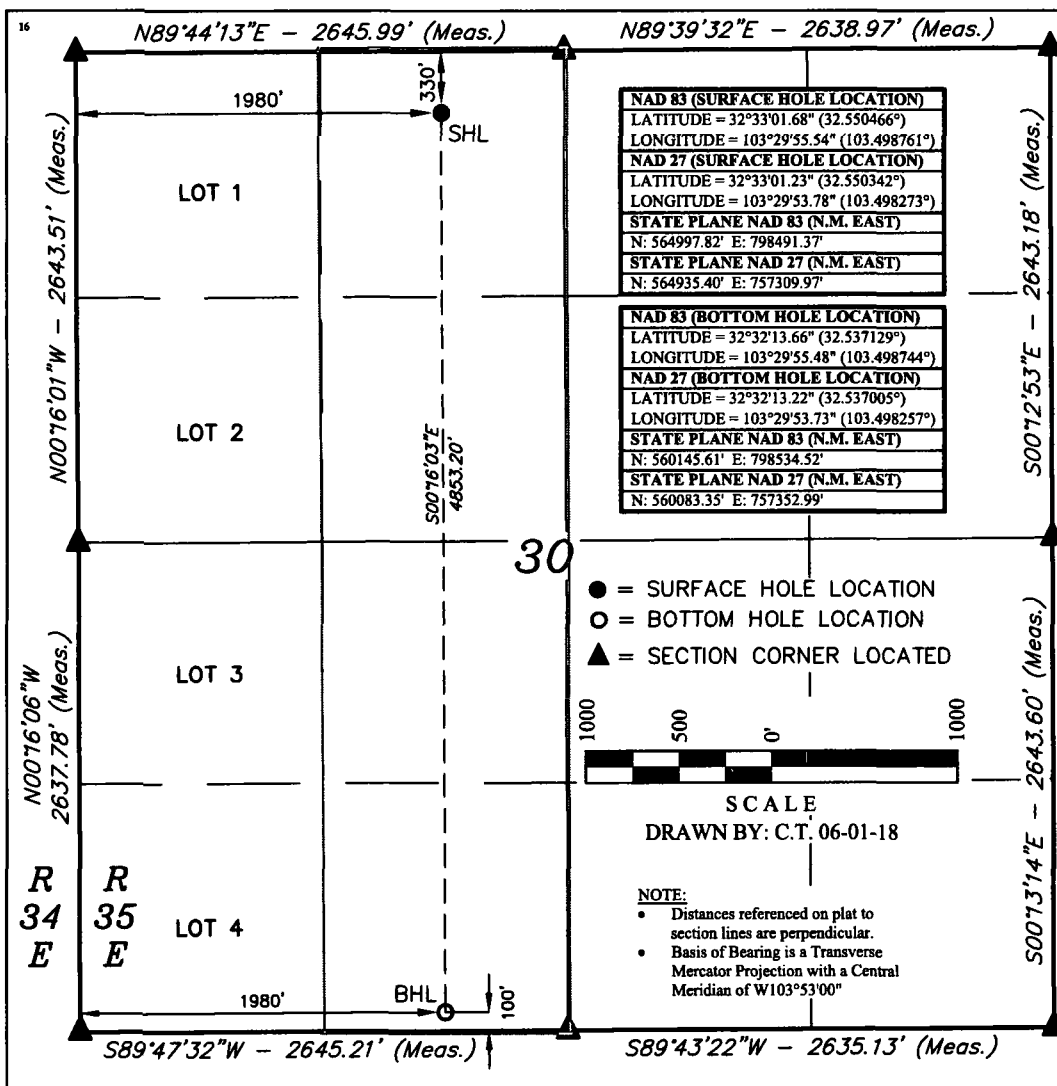 16
N89°44'13"E - 2645.99' (Meas.)
N89°39'32"E - 2638.97' (Meas.)
330'
1980'
SHL
NAD 83 (SURFACE HOLE LOCATION)
LATITUDE = 32°33'01.68" (32.550466°)
LONGITUDE = 103°29'55.54" (103.498761°)
NAD 27 (SURFACE HOLE LOCATION)
LATITUDE = 32°33'01.23" (32.550342°)
LONGITUDE = 103°29'53.78" (103.498273°)
STATE PLANE NAD 83 (N.M. EAST)
N: 564997.82' E: 798491.37'
STATE PLANE NAD 27 (N.M. EAST)
N: 564935.40' E: 757309.97'
LOT 1
N00°16'01"W - 2643.51' (Meas.)
S00°12'53"E - 2643.18' (Meas.)
NAD 83 (BOTTOM HOLE LOCATION)
LATITUDE = 32°32'13.66" (32.537129°)
LONGITUDE = 103°29'55.48" (103.498744°)
NAD 27 (BOTTOM HOLE LOCATION)
LATITUDE = 32°32'13.22" (32.537005°)
LONGITUDE = 103°29'53.73" (103.498257°)
STATE PLANE NAD 83 (N.M. EAST)
N: 560145.61' E: 798534.52'
STATE PLANE NAD 27 (N.M. EAST)
N: 560083.35' E: 757352.99'
LOT 2
S00°16'03"E
4853.20'
30
= SURFACE HOLE LOCATION
= BOTTOM HOLE LOCATION
= SECTION CORNER LOCATED
LOT 3
N00°16'06"W
2637.78' (Meas.)
S00°13'14"E - 2643.60' (Meas.)
1000
500
0'
1000
SCALE
DRAWN BY: C.T. 06-01-18
R
34
E
R
35
E
LOT 4
NOTE:
• Distances referenced on plat to
section lines are perpendicular.
• Basis of Bearing is a Transverse
Mercator Projection with a Central
Meridian of W103°53'00"
1980'
BHL
100'
S89°47'32"W - 2645.21' (Meas.)
S89°43'22"W - 2635.13' (Meas.)